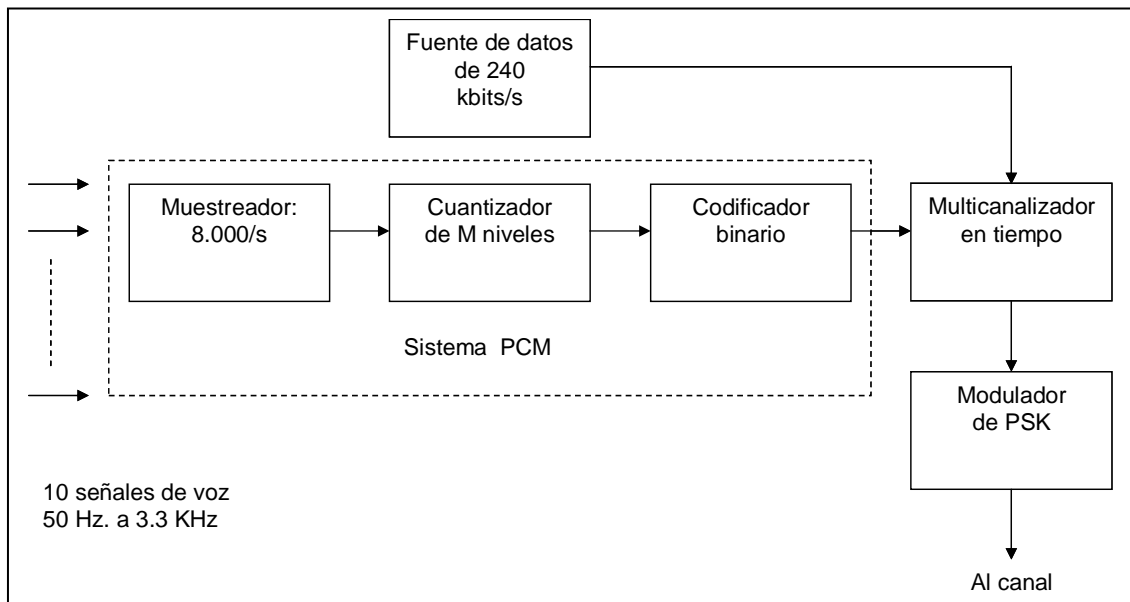 Fuente de datos
de 240
kbits/s
Muestreador:
8.000/s
Cuantizador
de M niveles
Codificador
binario
Multicanalizador
en tiempo
Sistema PCM
Modulador
de PSK
10 señales de voz
50 Hz. a 3.3 KHz
Al canal